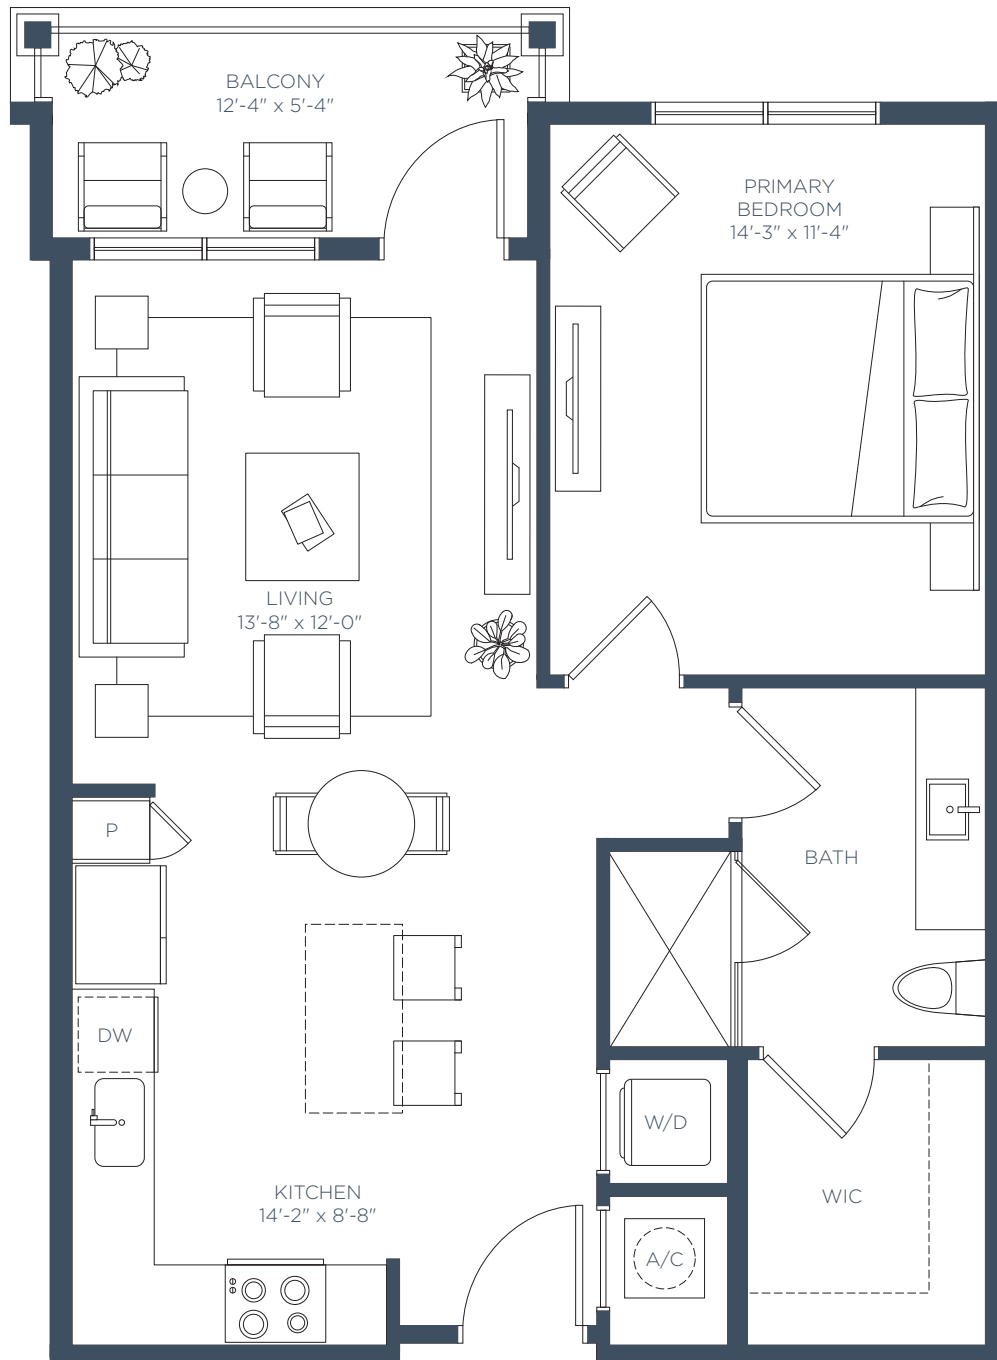 BALCONY
12'-4" x 5'-4"
PRIMARY
BEDROOM
14'-3" x 11'-4"
LIVING
13'-8" x 12'-0"
P
BATH
DW
W/D
KITCHEN
14'-2" x 8'-8"
WIC
A/C